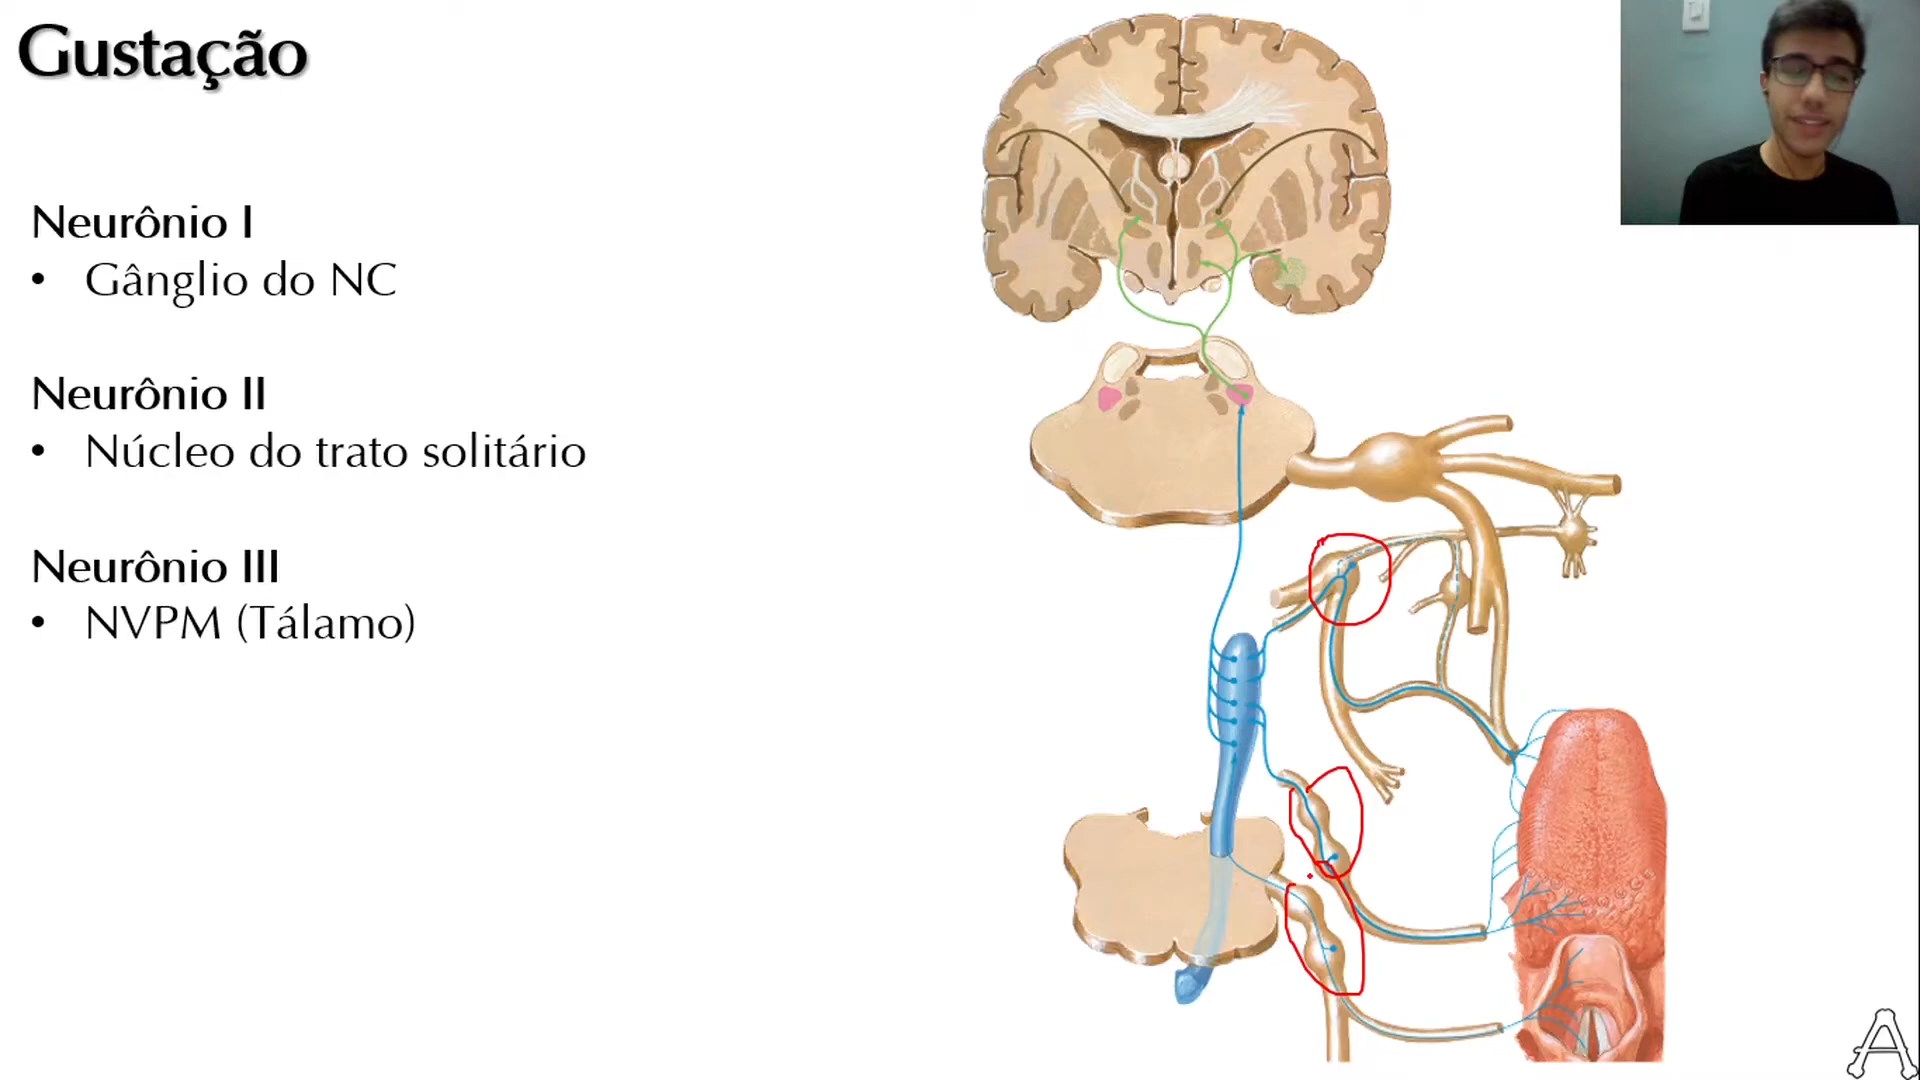 Gustação
Neurônio I
• Gânglio do NC
Neurônio II
• Núcleo do trato solitário
Neurônio III
• NVPM (Tálamo)
A